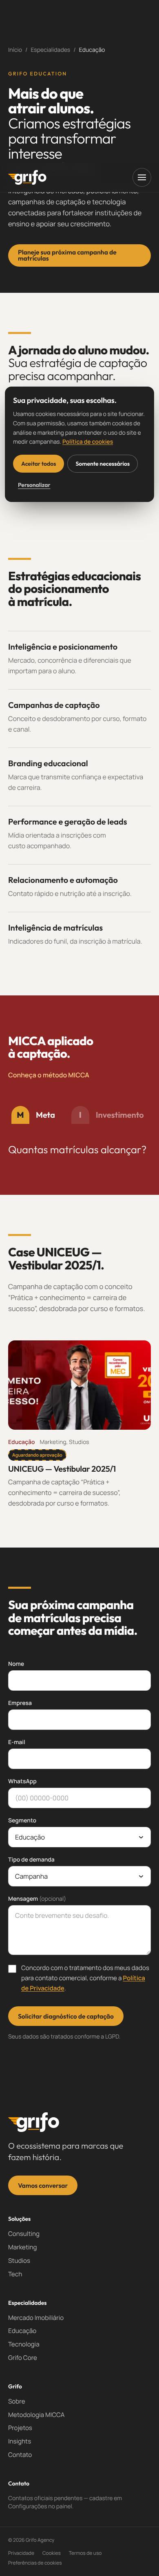 Início / Especialidades / Educação
GRIFO EDUCATION
Mais do que
atrair alunos.
Criamos estratégias
para transformar
interesse
grifo
campanhas de captação e tecnologia
conectadas para fortalecer instituições de
ensino e apoiar seu crescimento.
Planeje sua próxima campanha de
matrículas
A jornada do aluno mudou.
Sua estratégia de captação
precisa acompanhar.
Sua privacidade, suas escolhas.
Usamos cookies necessários para o site funcionar.
Com sua permissão, usamos também cookies de
análise e marketing para entender o uso do site e
medir campanhas. Política de cookies
Aceitar todos
Somente necessários
Personalizar
Estratégias educacionais
do posicionamento
à matrícula.
Inteligência e posicionamento
Mercado, concorrência e diferenciais que
importam para o aluno.
Campanhas de captação
Conceito e desdobramento por curso, formato
e canal.
Branding educacional
Marca que transmite confiança e expectativa
de carreira.
Performance e geração de leads
Mídia orientada a inscrições com
custo acompanhado.
Relacionamento e automação
Contato rápido e nutrição até a inscrição.
Inteligência de matrículas
Indicadores do funil, da inscrição à matrícula.
MICCA aplicado
à captação.
Conheça o método MICCA
M Meta I Investimento
Quantas matrículas alcançar?
Case UNICEUG —
Vestibular 2025/1.
Campanha de captação com o conceito
"Prática + conhecimento = carreira de
sucesso", desdobrada por curso e formatos.
MENTO
EIRA
ESSO!
MEC
VE
20
Educação Marketing, Studios
Aguardando aprovação
UNICEUG — Vestibular 2025/1
Campanha de captação "Prática +
conhecimento = carreira de sucesso",
desdobrada por curso e formatos.
Sua próxima campanha
de matrículas precisa
começar antes da mídia.
Nome
Empresa
E-mail
WhatsApp
(00) 00000-0000
Segmento
Educação
Tipo de demanda
Campanha
Mensagem (opcional)
Conte brevemente seu desafio.
Concordo com o tratamento dos meus dados
para contato comercial, conforme a Política
de Privacidade.
Solicitar diagnóstico de captação
Seus dados são tratados conforme a LGPD.
grifo
O ecossistema para marcas que
fazem história.
Vamos conversar
Soluções
Consulting
Marketing
Studios
Tech
Especialidades
Mercado Imobiliário
Educação
Tecnologia
Grifo Core
Grifo
Sobre
Metodologia MICCA
Projetos
Insights
Contato
Contato
Contatos oficiais pendentes — cadastre em
Configurações no painel.
© 2026 Grifo Agency
Privacidade Cookies Termos de uso
Preferências de cookies